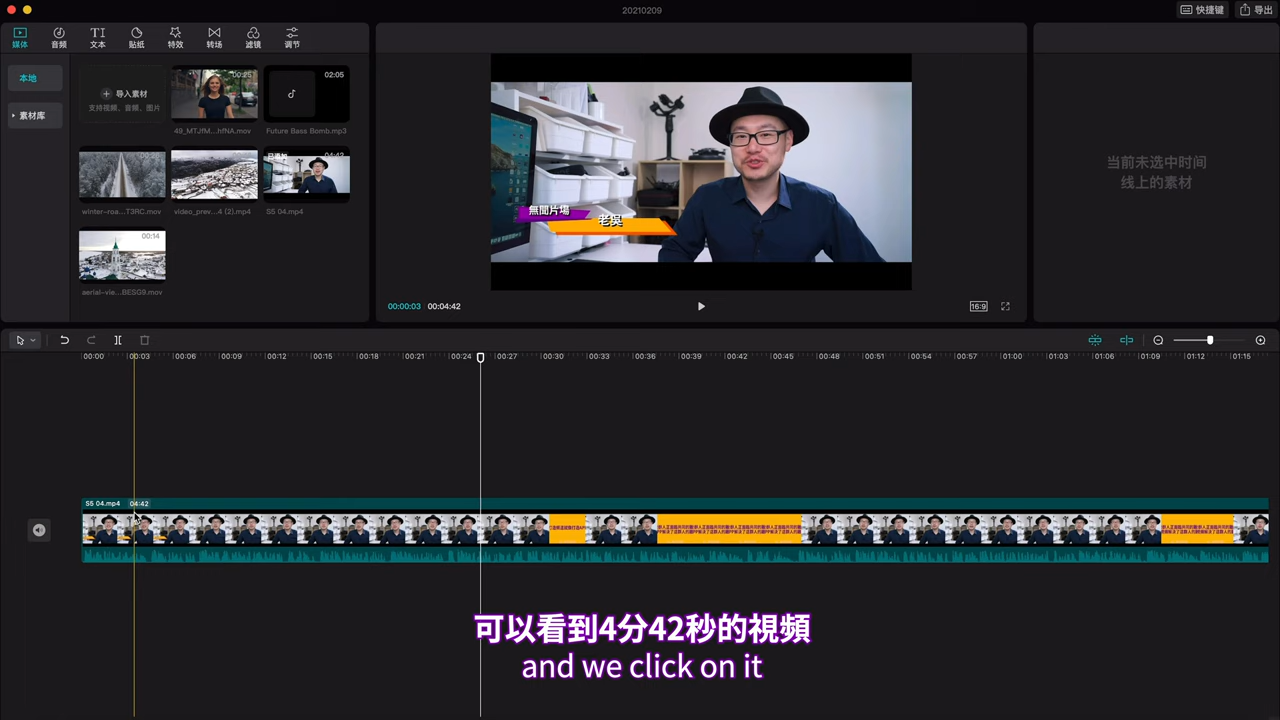 20210209
快捷键
导出
媒体 音频 文本 贴纸 特效 转场 滤镜 调节
本地
素材库
导入素材
支持视频、音频、图片
00:25
02:05
49_MTJfM...hfNA.mov
Future Bass Bomb.mp3
已添加
04:42
winter-roa...T3RC.mov
video_prev...4 (2).mp4
S5 04.mp4
00:14
aerial-vie...BESG9.mov
無間片場
老吳
00:00:03 00:04:42
16:9
当前未选中时间
线上的素材
00:00 00:03 00:06 00:09 00:12 00:15 00:18 00:21 00:24 00:27 00:30 00:33 00:36 00:39 00:42 00:45 00:48 00:51 00:54 00:57 01:00 01:03 01:06 01:09 01:12 01:15
S5 04.mp4 04:42
可以看到4分42秒的視頻
and we click on it